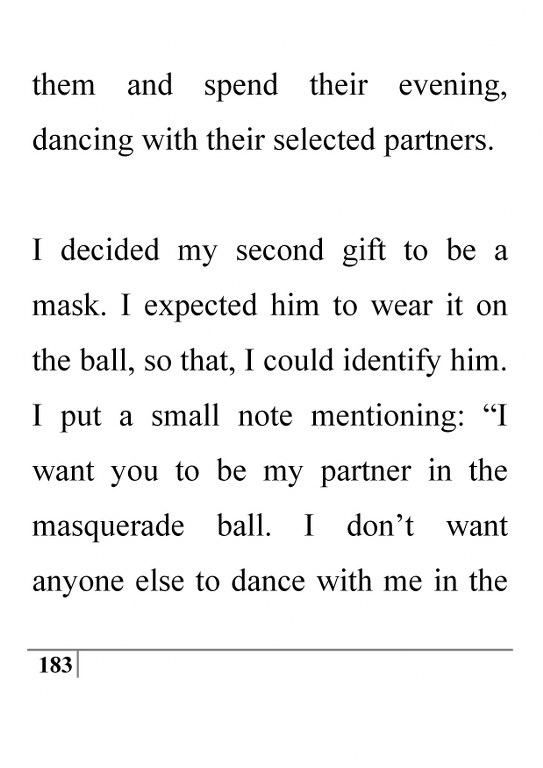 them and spend their evening,
dancing with their selected partners.
I decided my second gift to be a
mask. I expected him to wear it on
the ball, so that, I could identify him.
I put a small note mentioning: “I
want you to be my partner in the
masquerade ball. I don’t want
anyone else to dance with me in the
183